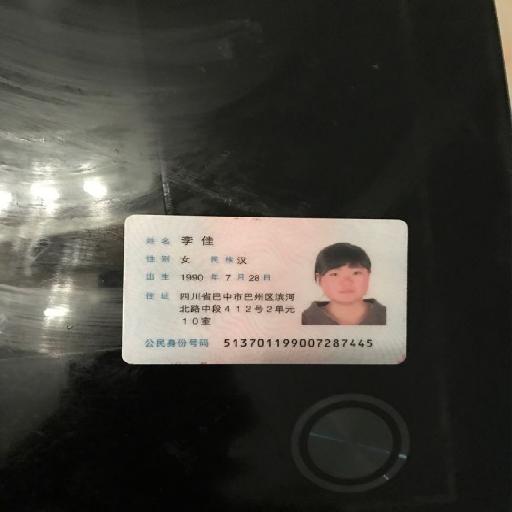 姓名 李佳
性别 女 民族 汉
出生 1990 年 7 月 28 日
住址 四川省巴中市巴州区滨河
北路中段412号2单元
10室
公民身份号码 513701199007287445